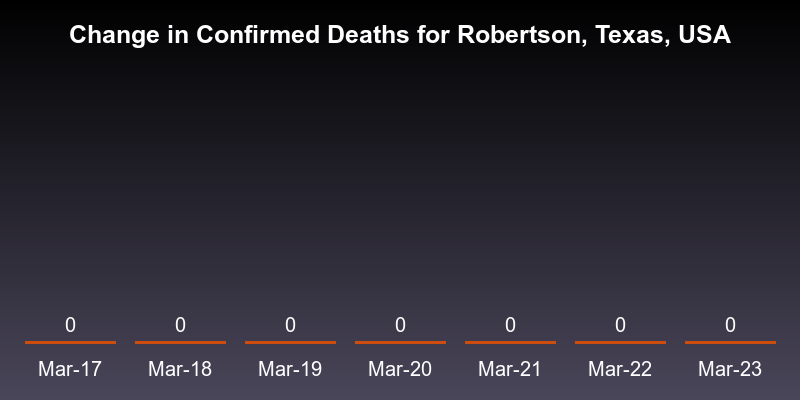 Change in Confirmed Deaths for Robertson, Texas, USA
0 0 0 0 0 0 0
Mar-17 Mar-18 Mar-19 Mar-20 Mar-21 Mar-22 Mar-23